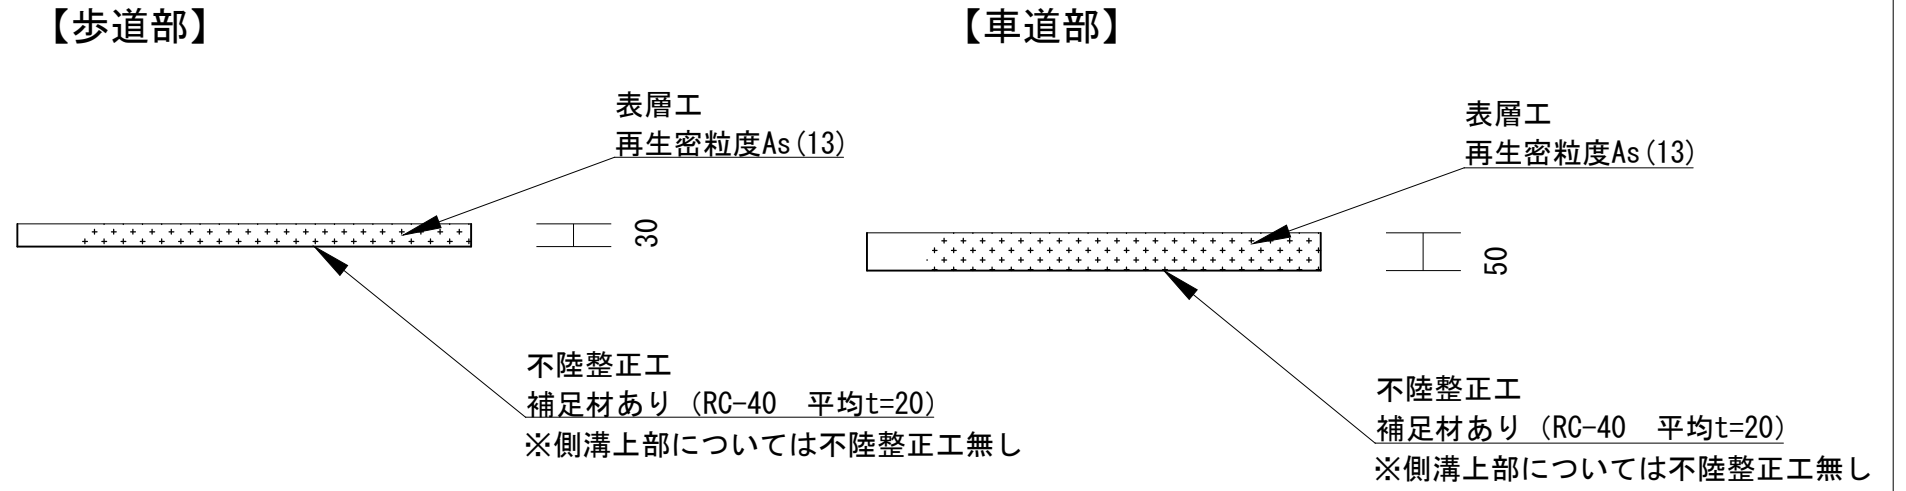 【歩道部】
表層工
再生密粒度As(13)
30
不陸整正工
補足材あり (RC-40　平均t=20)
※側溝上部については不陸整正工無し
【車道部】
表層工
再生密粒度As(13)
50
不陸整正工
補足材あり (RC-40　平均t=20)
※側溝上部については不陸整正工無し